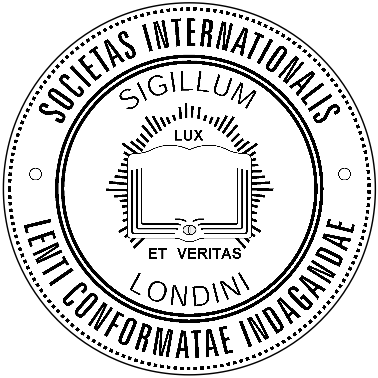 SOCIETAS INTERNATIONALIS
SIGILLUM
LUX
ET VERITAS
LONDINI
LENTI CONFORMATAE INDAGANDAE